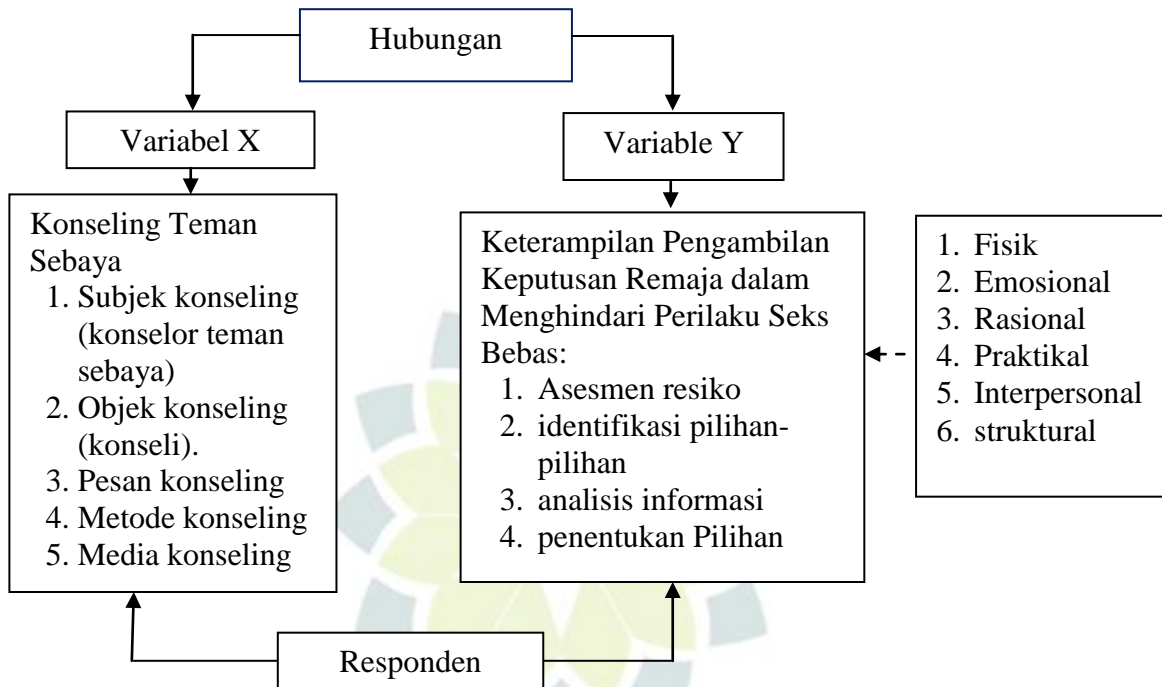 Hubungan
Variabel X
Variable Y
Konseling Teman
Sebaya
1. Subjek konseling
(konselor teman
sebaya)
2. Objek konseling
(konseli).
3. Pesan konseling
4. Metode konseling
5. Media konseling
Keterampilan Pengambilan
Keputusan Remaja dalam
Menghindari Perilaku Seks
Bebas:
1. Asesmen resiko
2. identifikasi pilihan-
pilihan
3. analisis informasi
4. penentukan Pilihan
1. Fisik
2. Emosional
3. Rasional
4. Praktikal
5. Interpersonal
6. struktural
Responden